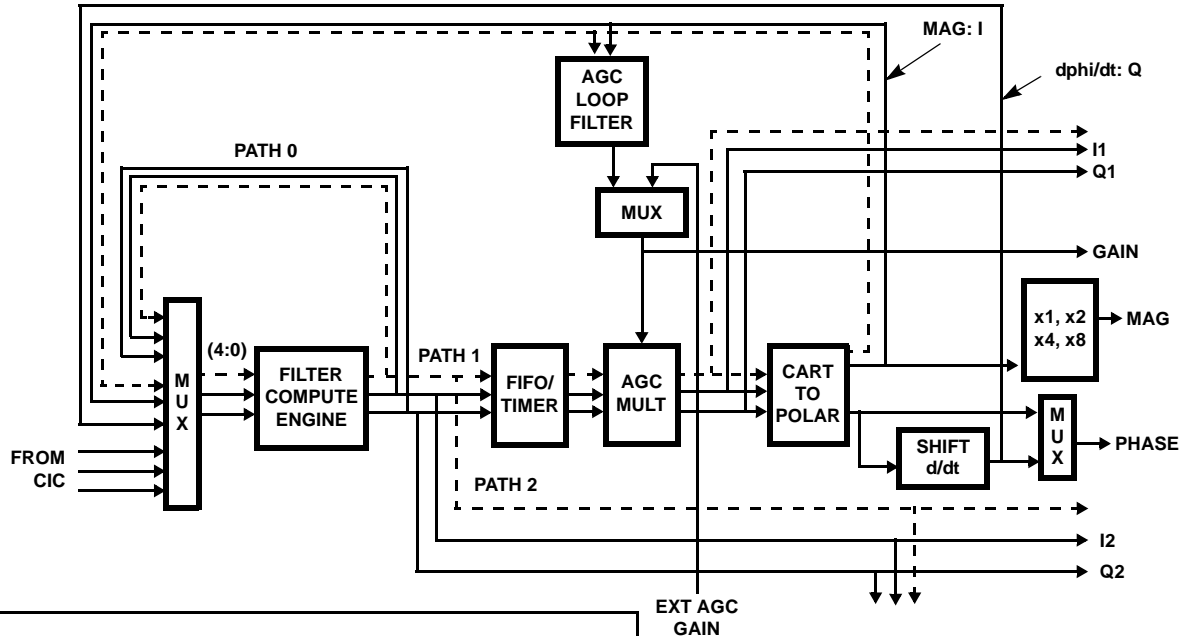 MAG: I
dphi/dt: Q
AGC
LOOP
FILTER
PATH 0
I1
Q1
MUX
GAIN
x1, x2
x4, x8
MAG
(4:0)
MUX
FILTER
COMPUTE
ENGINE
PATH 1
FIFO/
TIMER
AGC
MULT
CART
TO
POLAR
MUX
PHASE
SHIFT
d/dt
FROM
CIC
PATH 2
I2
Q2
EXT AGC
GAIN